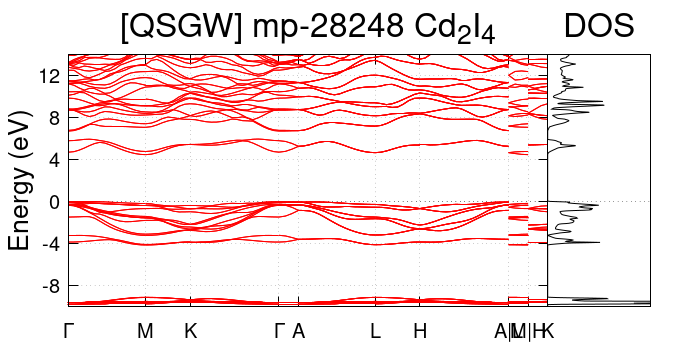 [QSGW] mp-28248 Cd2I4 DOS
Energy (eV)
12
8
4
0
-4
-8
Γ M K Γ A L H A|L M|H K